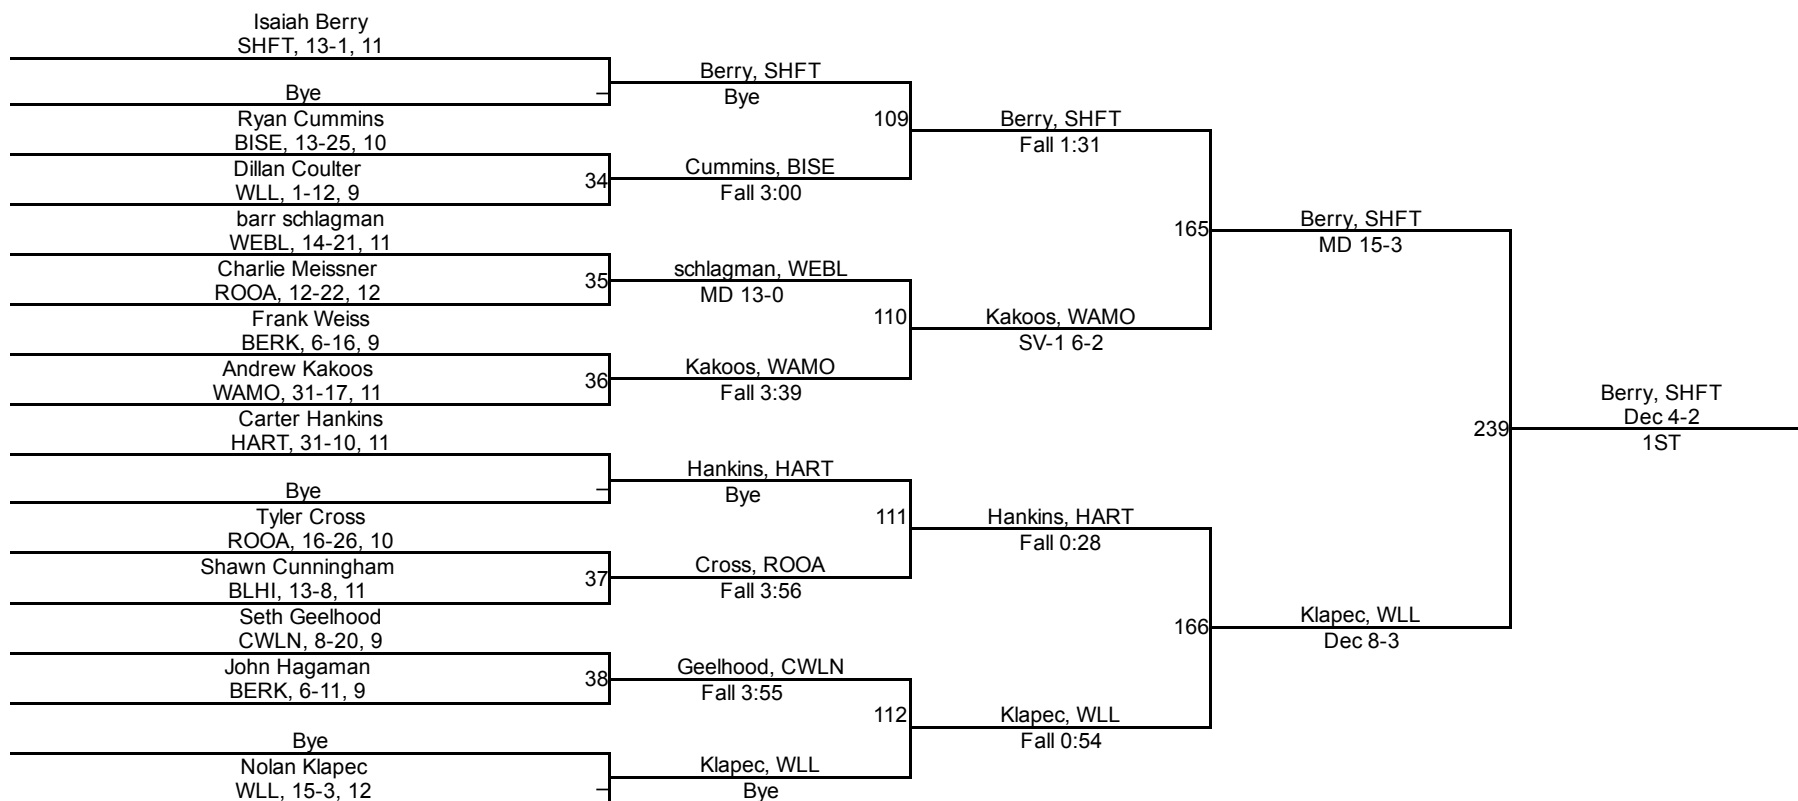 Isaiah Berry
SHFT, 13-1, 11
Bye
Ryan Cummins
BISE, 13-25, 10
Dillan Coulter
WLL, 1-12, 9
barr schlagman
WEBL, 14-21, 11
Charlie Meissner
ROOA, 12-22, 12
Frank Weiss
BERK, 6-16, 9
Andrew Kakoos
WAMO, 31-17, 11
Carter Hankins
HART, 31-10, 11
Bye
Tyler Cross
ROOA, 16-26, 10
Shawn Cunningham
BLHI, 13-8, 11
Seth Geelhood
CWLN, 8-20, 9
John Hagaman
BERK, 6-11, 9
Bye
Nolan Klapec
WLL, 15-3, 12
–
34
35
36
–
37
38
–
Berry, SHFT
Bye
Cummins, BISE
Fall 3:00
schlagman, WEBL
MD 13-0
Kakoos, WAMO
Fall 3:39
Hankins, HART
Bye
Cross, ROOA
Fall 3:56
Geelhood, CWLN
Fall 3:55
Klapec, WLL
Bye
109
110
111
112
Berry, SHFT
Fall 1:31
Kakoos, WAMO
SV-1 6-2
Hankins, HART
Fall 0:28
Klapec, WLL
Fall 0:54
165
166
Berry, SHFT
MD 15-3
Klapec, WLL
Dec 8-3
239
Berry, SHFT
Dec 4-2
1ST